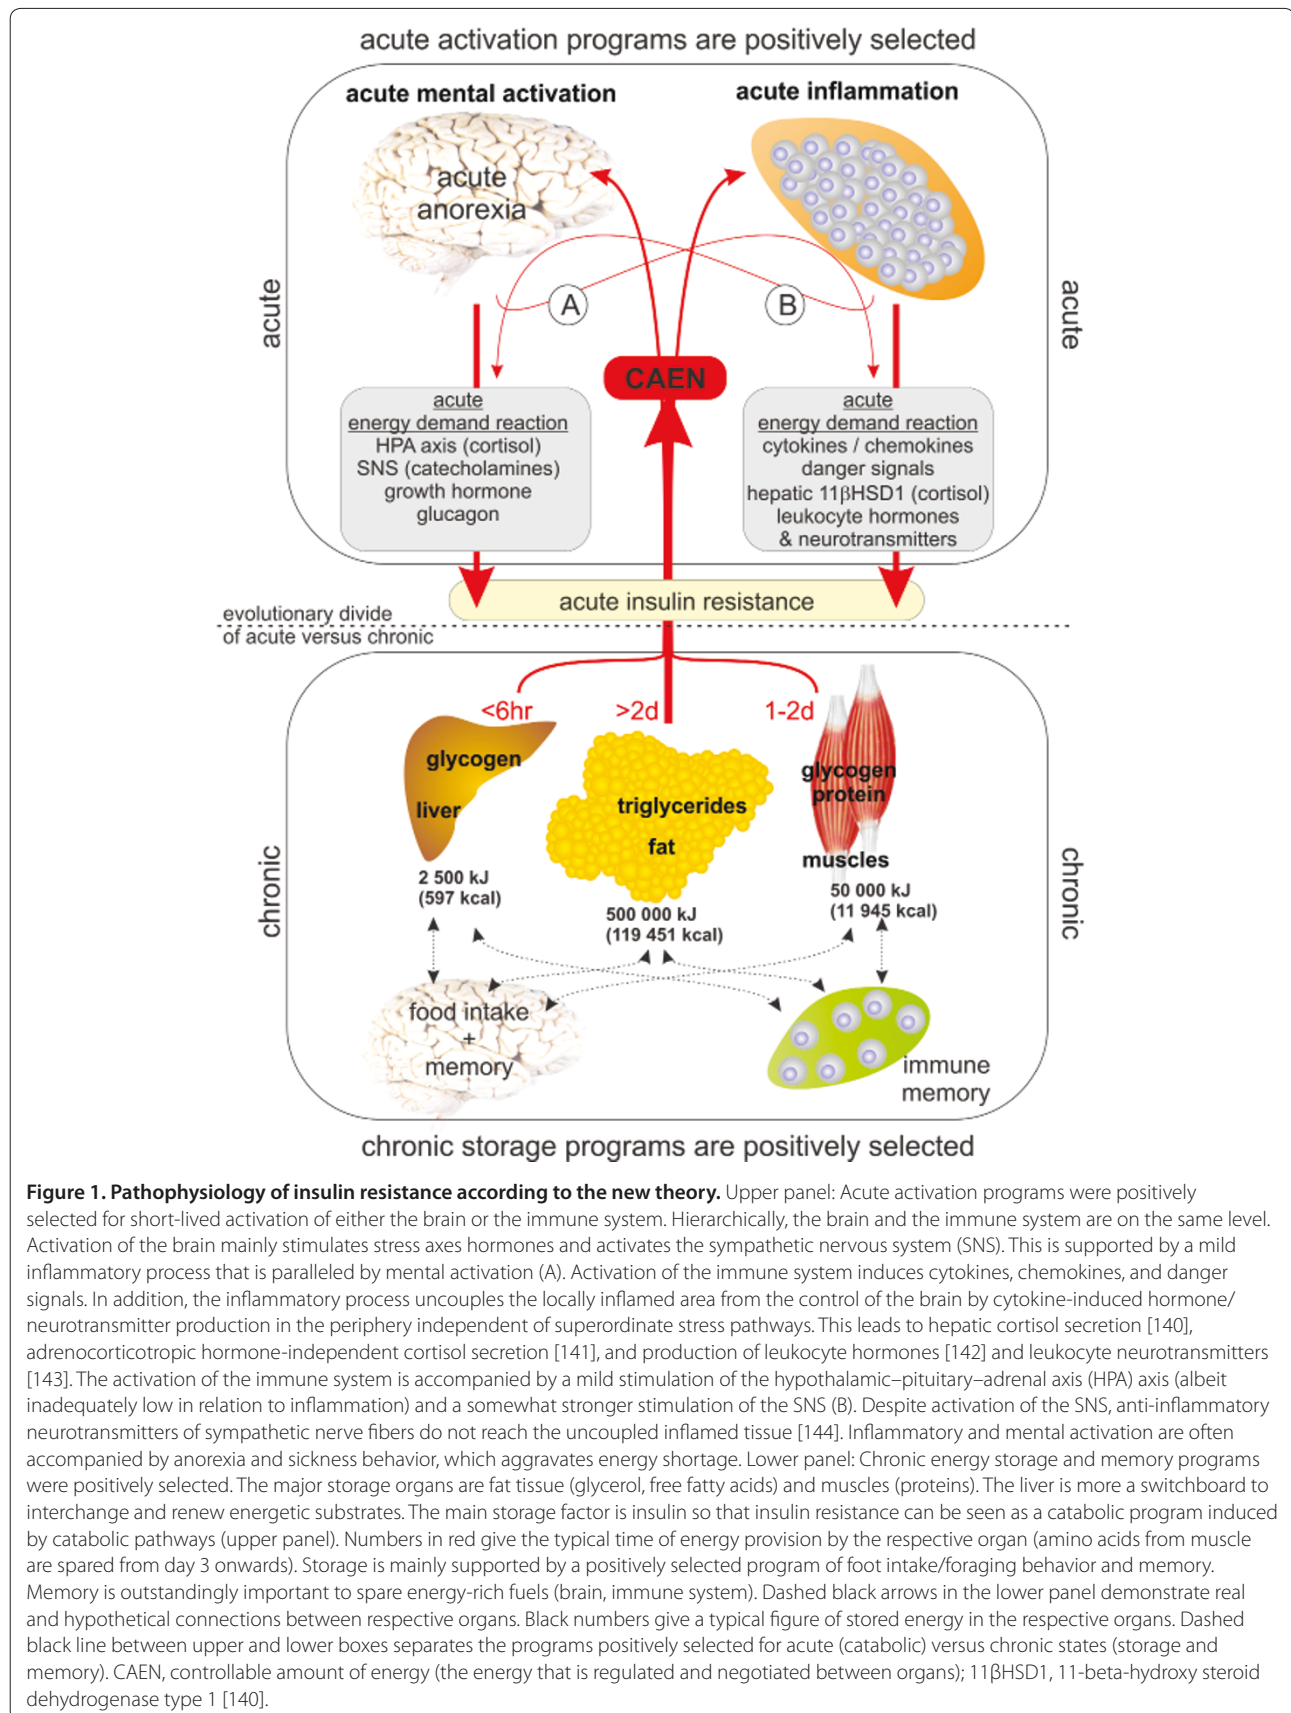 acute activation programs are positively selected
acute mental activation
acute inflammation
acute
anorexia
acute
acute
A
B
CAEN
acute
energy demand reaction
HPA axis (cortisol)
SNS (catecholamines)
growth hormone
glucagon
acute
energy demand reaction
cytokines / chemokines
danger signals
hepatic 11βHSD1 (cortisol)
leukocyte hormones
& neurotransmitters
acute insulin resistance
evolutionary divide
of acute versus chronic
<6hr
>2d
1-2d
glycogen
liver
triglycerides
fat
glycogen
protein
muscles
2 500 kJ
(597 kcal)
500 000 kJ
(119 451 kcal)
50 000 kJ
(11 945 kcal)
chronic
chronic
food intake
+
memory
immune
memory
chronic storage programs are positively selected
Figure 1. Pathophysiology of insulin resistance according to the new theory. Upper panel: Acute activation programs were positively
selected for short-lived activation of either the brain or the immune system. Hierarchically, the brain and the immune system are on the same level.
Activation of the brain mainly stimulates stress axes hormones and activates the sympathetic nervous system (SNS). This is supported by a mild
inflammatory process that is paralleled by mental activation (A). Activation of the immune system induces cytokines, chemokines, and danger
signals. In addition, the inflammatory process uncouples the locally inflamed area from the control of the brain by cytokine-induced hormone/
neurotransmitter production in the periphery independent of superordinate stress pathways. This leads to hepatic cortisol secretion [140],
adrenocorticotropic hormone-independent cortisol secretion [141], and production of leukocyte hormones [142] and leukocyte neurotransmitters
[143]. The activation of the immune system is accompanied by a mild stimulation of the hypothalamic–pituitary–adrenal axis (HPA) axis (albeit
inadequately low in relation to inflammation) and a somewhat stronger stimulation of the SNS (B). Despite activation of the SNS, anti-inflammatory
neurotransmitters of sympathetic nerve fibers do not reach the uncoupled inflamed tissue [144]. Inflammatory and mental activation are often
accompanied by anorexia and sickness behavior, which aggravates energy shortage. Lower panel: Chronic energy storage and memory programs
were positively selected. The major storage organs are fat tissue (glycerol, free fatty acids) and muscles (proteins). The liver is more a switchboard to
interchange and renew energetic substrates. The main storage factor is insulin so that insulin resistance can be seen as a catabolic program induced
by catabolic pathways (upper panel). Numbers in red give the typical time of energy provision by the respective organ (amino acids from muscle
are spared from day 3 onwards). Storage is mainly supported by a positively selected program of foot intake/foraging behavior and memory.
Memory is outstandingly important to spare energy-rich fuels (brain, immune system). Dashed black arrows in the lower panel demonstrate real
and hypothetical connections between respective organs. Black numbers give a typical figure of stored energy in the respective organs. Dashed
black line between upper and lower boxes separates the programs positively selected for acute (catabolic) versus chronic states (storage and
memory). CAEN, controllable amount of energy (the energy that is regulated and negotiated between organs); 11βHSD1, 11-beta-hydroxy steroid
dehydrogenase type 1 [140].